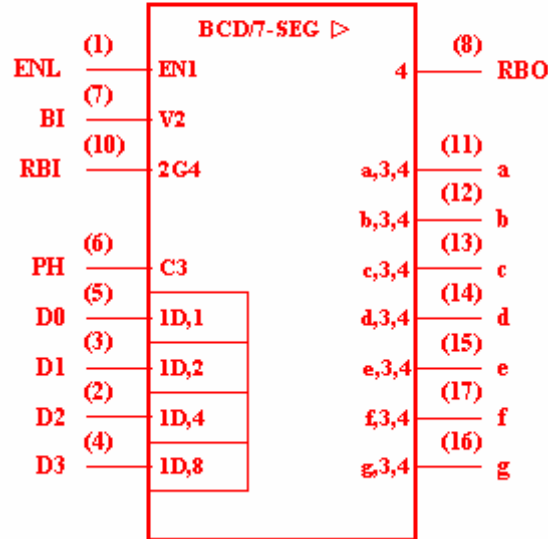 BCD/7-SEG ▷
(1) (8)
ENL EN1 4 RBO
(7)
BI V2
(10) (11)
RBI 2G4 a,3,4 a
(12)
b,3,4 b
(6) (13)
PH C3 c,3,4 c
(5) (14)
D0 1D,1 d,3,4 d
(3) (15)
D1 1D,2 e,3,4 e
(2) (17)
D2 1D,4 f,3,4 f
(4) (16)
D3 1D,8 g,3,4 g